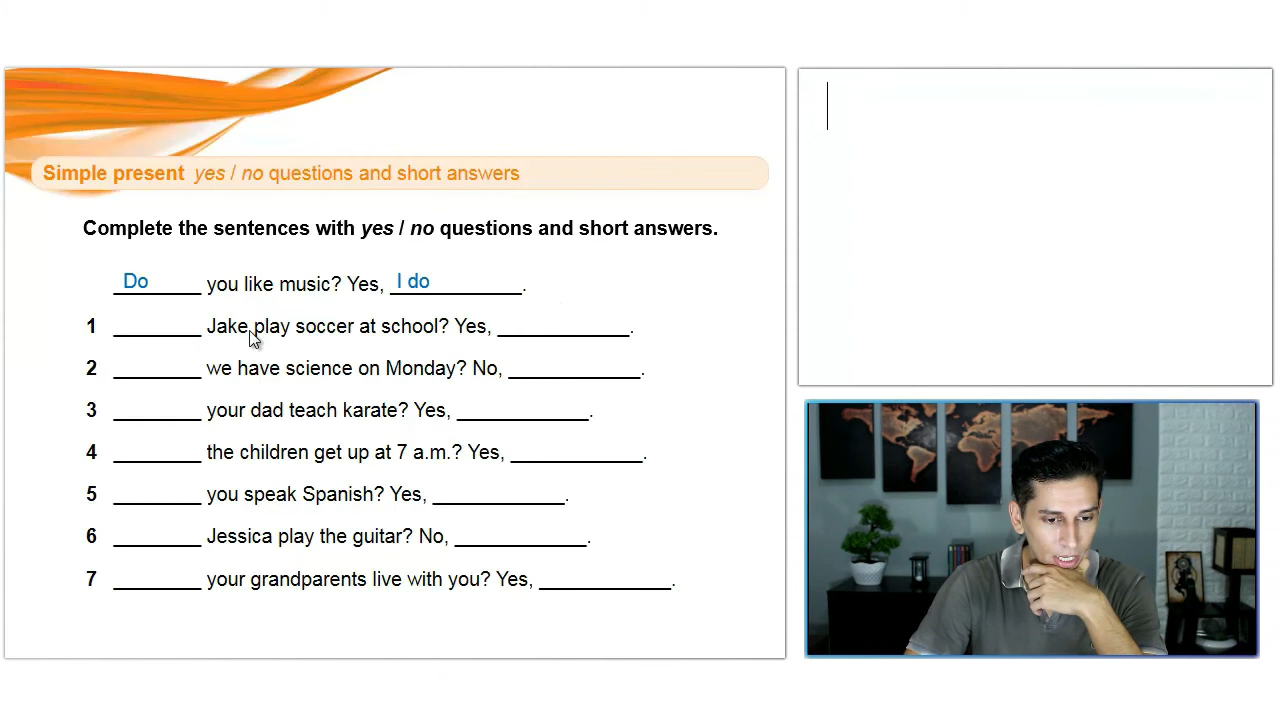 Simple present yes / no questions and short answers
Complete the sentences with yes / no questions and short answers.
Do you like music? Yes, I do.
1 ________ Jake play soccer at school? Yes, ____________.
2 ________ we have science on Monday? No, ____________.
3 ________ your dad teach karate? Yes, ____________.
4 ________ the children get up at 7 a.m.? Yes, ____________.
5 ________ you speak Spanish? Yes, ____________.
6 ________ Jessica play the guitar? No, ____________.
7 ________ your grandparents live with you? Yes, ____________.